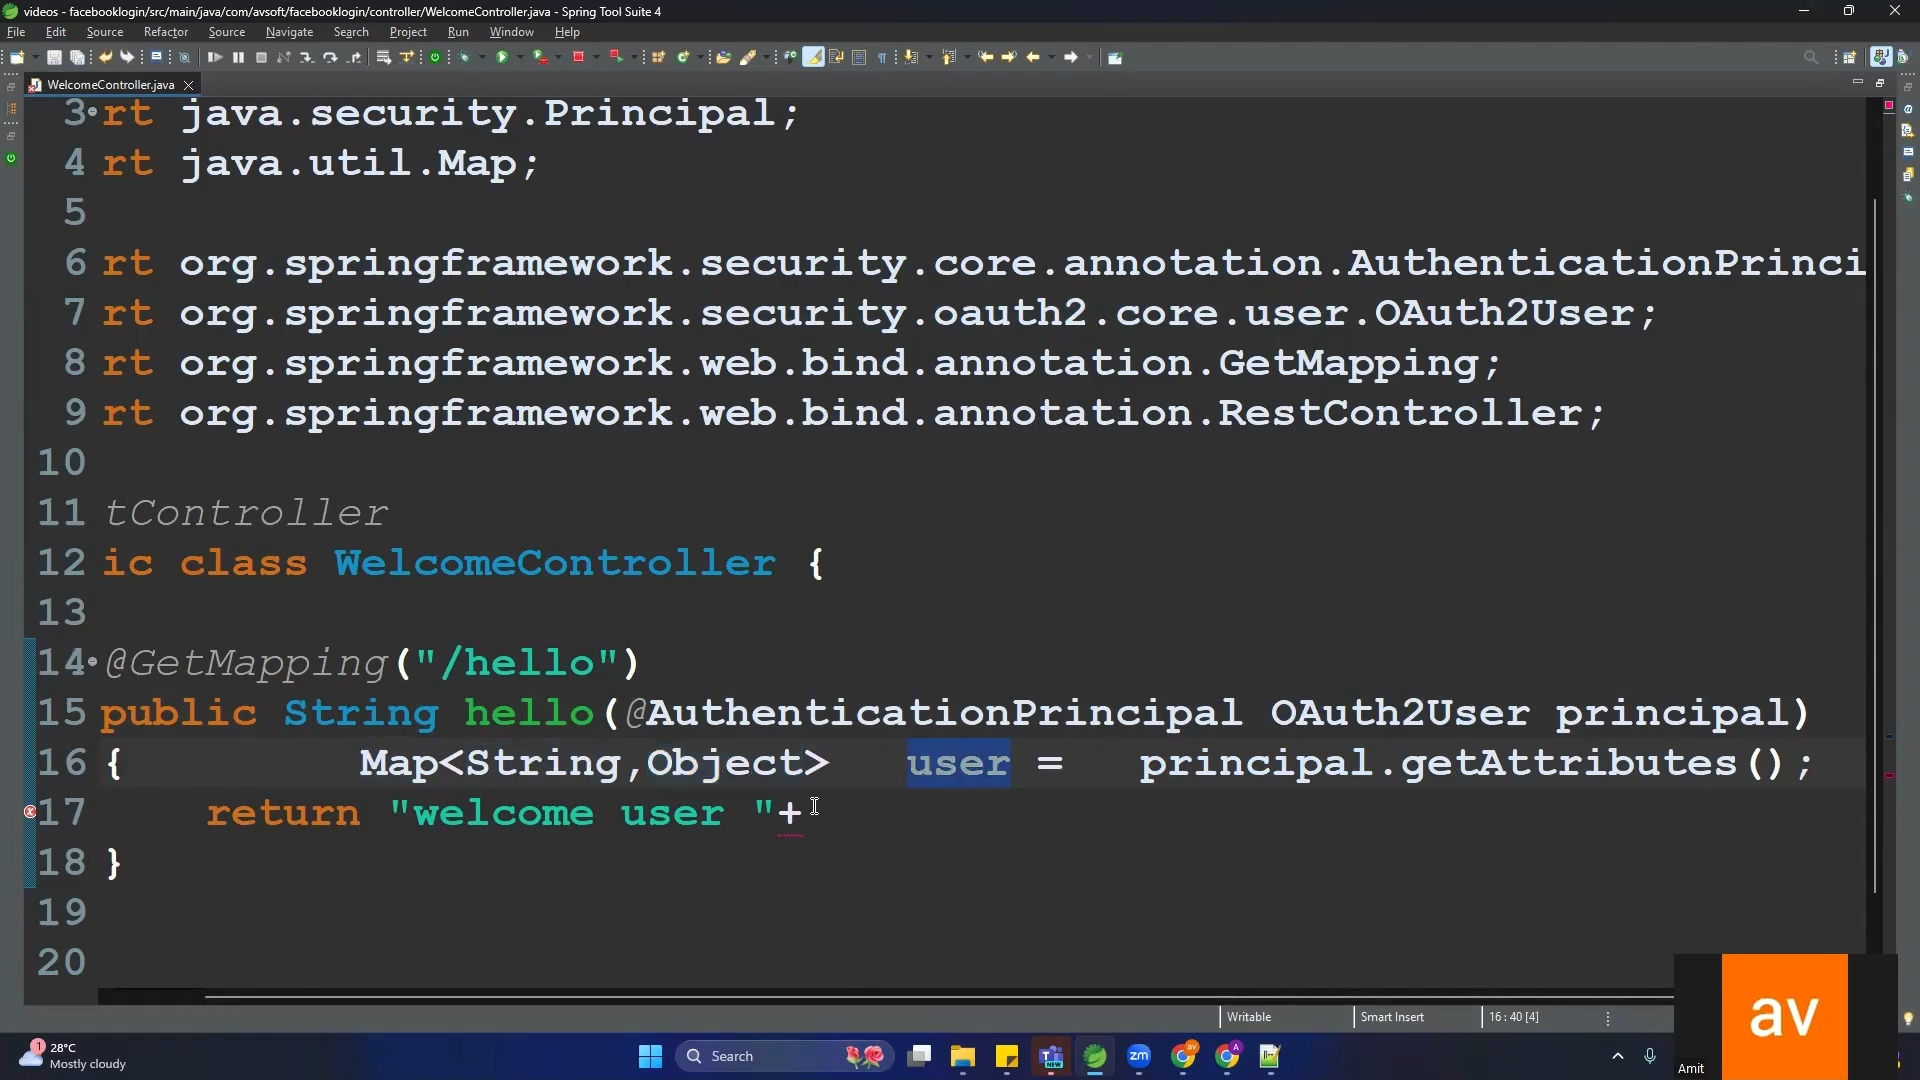 videos - facebooklogin/src/main/java/com/avsoft/facebooklogin/controller/WelcomeController.java - Spring Tool Suite 4
File Edit Source Refactor Source Navigate Search Project Run Window Help
WelcomeController.java
3 rt java.security.Principal;
4 rt java.util.Map;
5
6 rt org.springframework.security.core.annotation.AuthenticationPrinci
7 rt org.springframework.security.oauth2.core.user.OAuth2User;
8 rt org.springframework.web.bind.annotation.GetMapping;
9 rt org.springframework.web.bind.annotation.RestController;
10
11 tController
12 ic class WelcomeController {
13
14 @GetMapping("/hello")
15 public String hello(@AuthenticationPrincipal OAuth2User principal)
16 { Map<String,Object> user = principal.getAttributes();
17 return "welcome user "+
18 }
19
20
Writable Smart Insert 16 : 40 [4]
av
Amit
1
28°C
Mostly cloudy
Search
NEW
zm
av
A